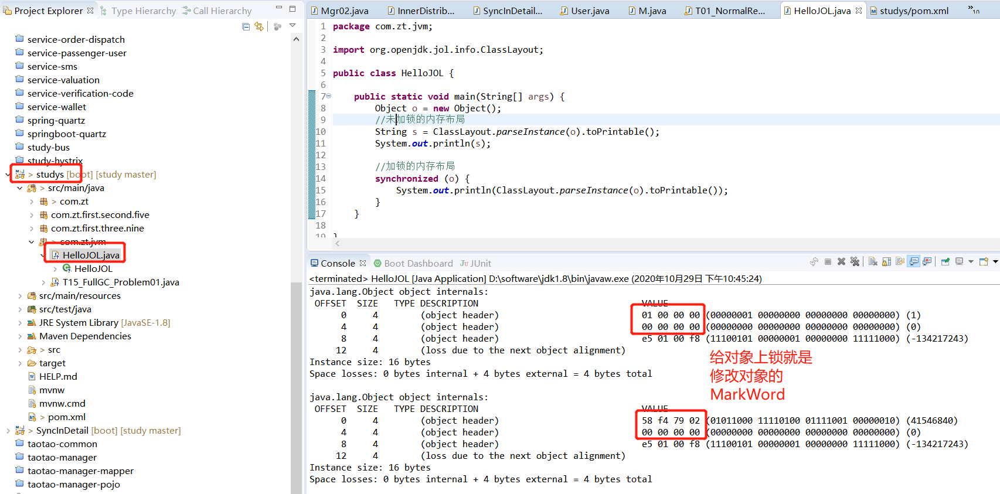 Project Explorer Type Hierarchy Call Hierarchy
service-order-dispatch
service-passenger-user
service-sms
service-valuation
service-verification-code
service-wallet
spring-quartz
springboot-quartz
study-bus
study-hystrix
> studys [boot] [study master]
> src/main/java
> com.zt
com.zt.first.second.five
com.zt.first.three.nine
> com.zt.jvm
HelloJOL.java
HelloJOL
T15_FullGC_Problem01.java
src/main/resources
src/test/java
JRE System Library [JavaSE-1.8]
Maven Dependencies
> src
target
HELP.md
mvnw
mvnw.cmd
> pom.xml
> SyncInDetail [boot] [study master]
taotao-common
taotao-manager
taotao-manager-mapper
taotao-manager-pojo
Mgr02.java InnerDistrib... SyncInDetail... User.java M.java T01_NormalRe... HelloJOL.java studys/pom.xml »10
1 package com.zt.jvm;
2
3 import org.openjdk.jol.info.ClassLayout;
4
5 public class HelloJOL {
6
7 public static void main(String[] args) {
8 Object o = new Object();
9 //未加锁的内存布局
10 String s = ClassLayout.parseInstance(o).toPrintable();
11 System.out.println(s);
12
13 //加锁的内存布局
14 synchronized (o) {
15 System.out.println(ClassLayout.parseInstance(o).toPrintable());
16 }
17 }
18
19 }
Console Boot Dashboard JUnit
<terminated> HelloJOL [Java Application] D:\software\jdk1.8\bin\javaw.exe (2020年10月29日 下午10:45:24)
java.lang.Object object internals:
OFFSET SIZE TYPE DESCRIPTION VALUE
0 4 (object header) 01 00 00 00 (00000001 00000000 00000000 00000000) (1)
4 4 (object header) 00 00 00 00 (00000000 00000000 00000000 00000000) (0)
8 4 (object header) e5 01 00 f8 (11100101 00000001 00000000 11111000) (-134217243)
12 4 (loss due to the next object alignment)
Instance size: 16 bytes
Space losses: 0 bytes internal + 4 bytes external = 4 bytes total
给对象上锁就是
修改对象的
MarkWord
java.lang.Object object internals:
OFFSET SIZE TYPE DESCRIPTION VALUE
0 4 (object header) 58 f4 79 02 (01011000 11110100 01111001 00000010) (41546840)
4 4 (object header) 00 00 00 00 (00000000 00000000 00000000 00000000) (0)
8 4 (object header) e5 01 00 f8 (11100101 00000001 00000000 11111000) (-134217243)
12 4 (loss due to the next object alignment)
Instance size: 16 bytes
Space losses: 0 bytes internal + 4 bytes external = 4 bytes total